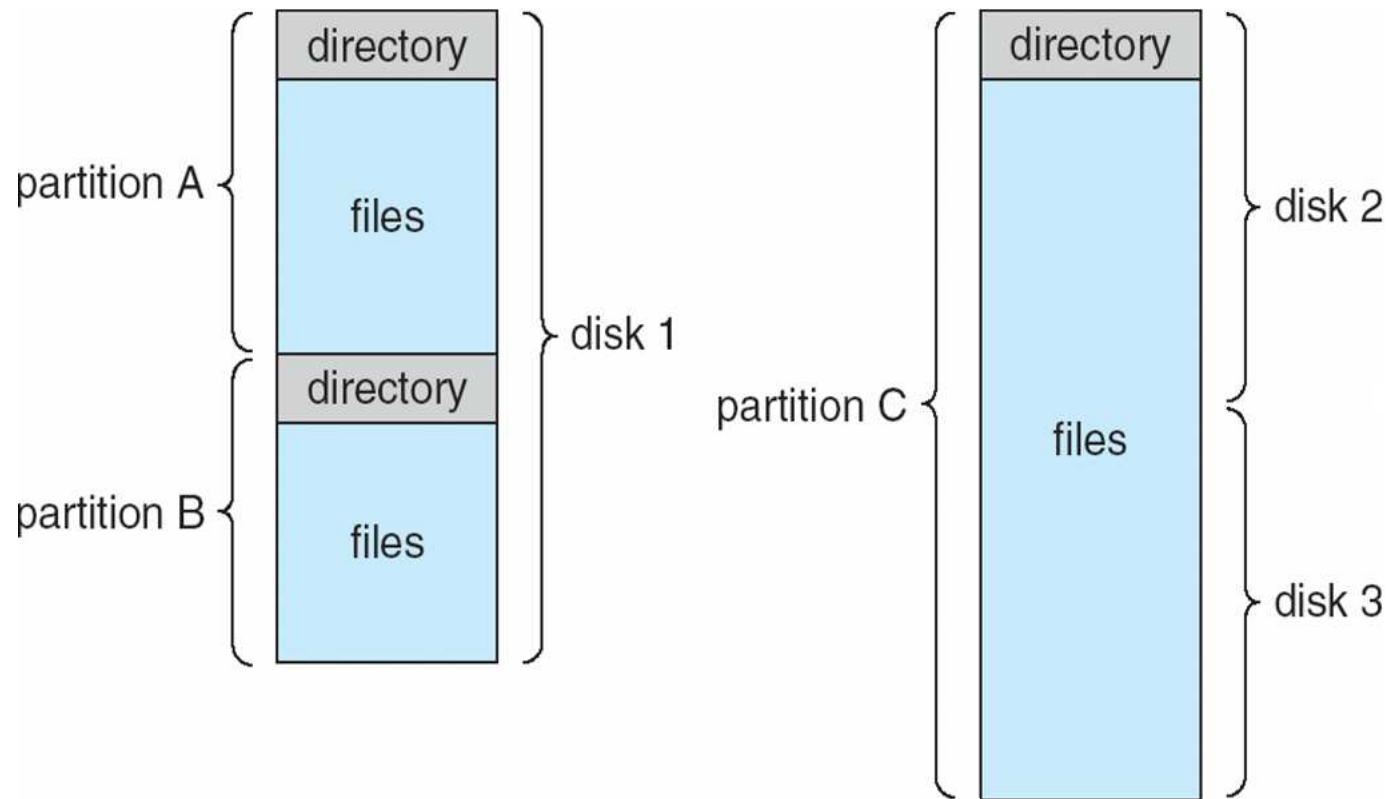 directory
files
partition A
directory
files
partition B
disk 1
directory
files
partition C
disk 2
disk 3